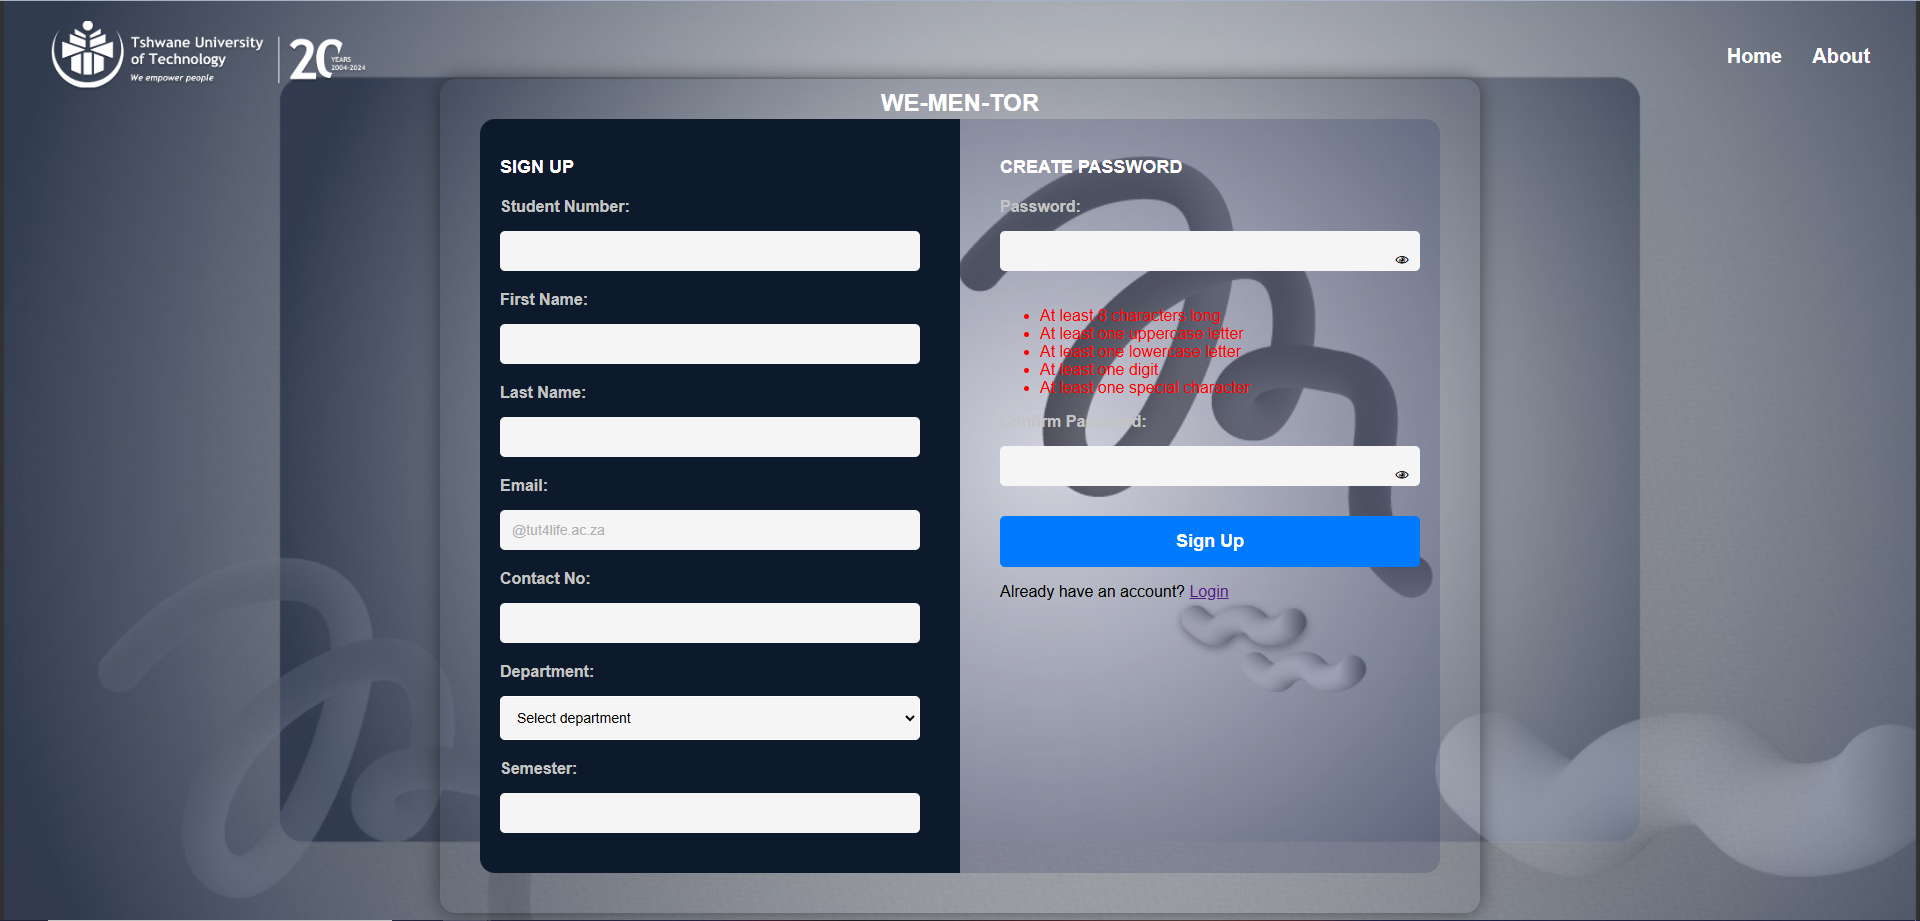 Tshwane University
of Technology
We empower people
20 YEARS
2004-2024
Home About
WE-MEN-TOR
SIGN UP
Student Number:
First Name:
Last Name:
Email:
@tut4life.ac.za
Contact No:
Department:
Select department
Semester:
CREATE PASSWORD
Password:
At least 8 characters long
At least one uppercase letter
At least one lowercase letter
At least one digit
At least one special character
Confirm Password:
Sign Up
Already have an account? Login